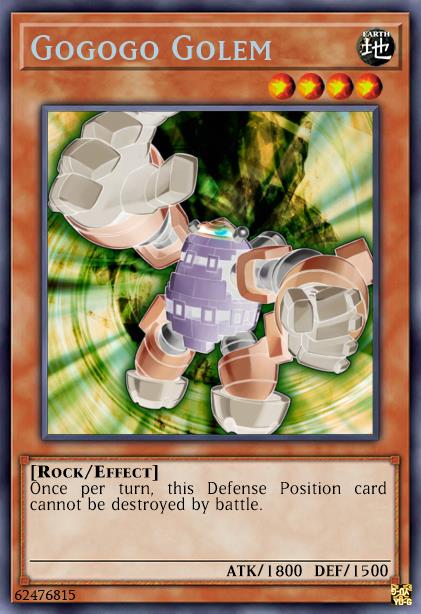 Gogogo Golem
EARTH
地
[Rock/Effect]
Once per turn, this Defense Position card
cannot be destroyed by battle.
ATK/1800 DEF/1500
62476815